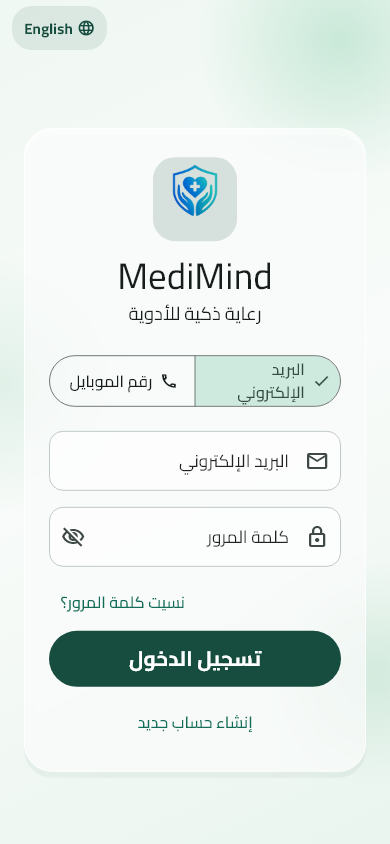 English
MediMind
رعاية ذكية للأدوية
البريد
الإلكتروني
رقم الموبايل
البريد الإلكتروني
كلمة المرور
نسيت كلمة المرور؟
تسجيل الدخول
إنشاء حساب جديد